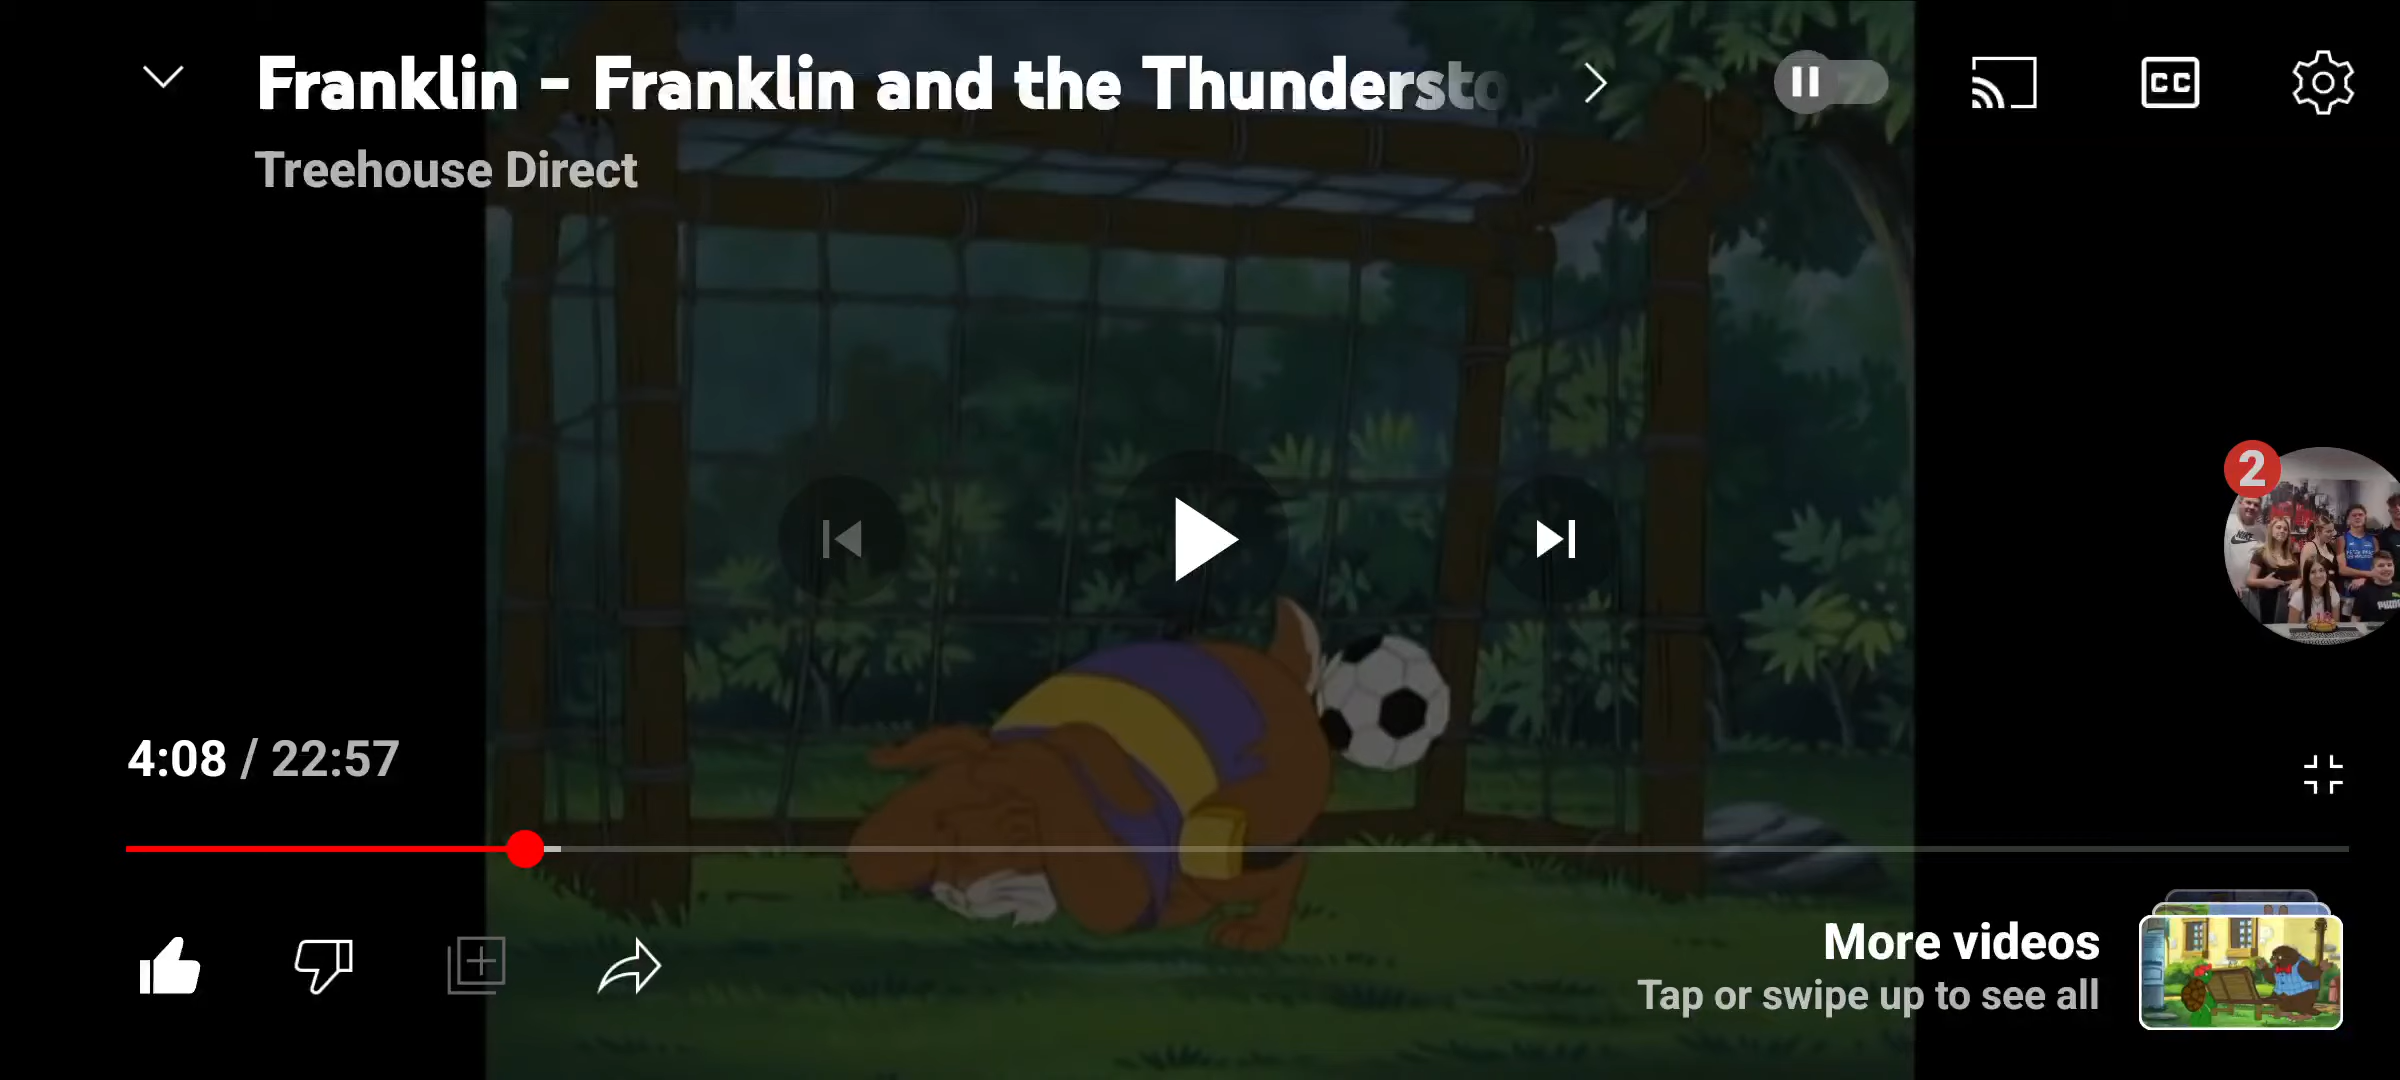 Franklin - Franklin and the Thundersto
CC
Treehouse Direct
2
4:08 / 22:57
More videos
Tap or swipe up to see all